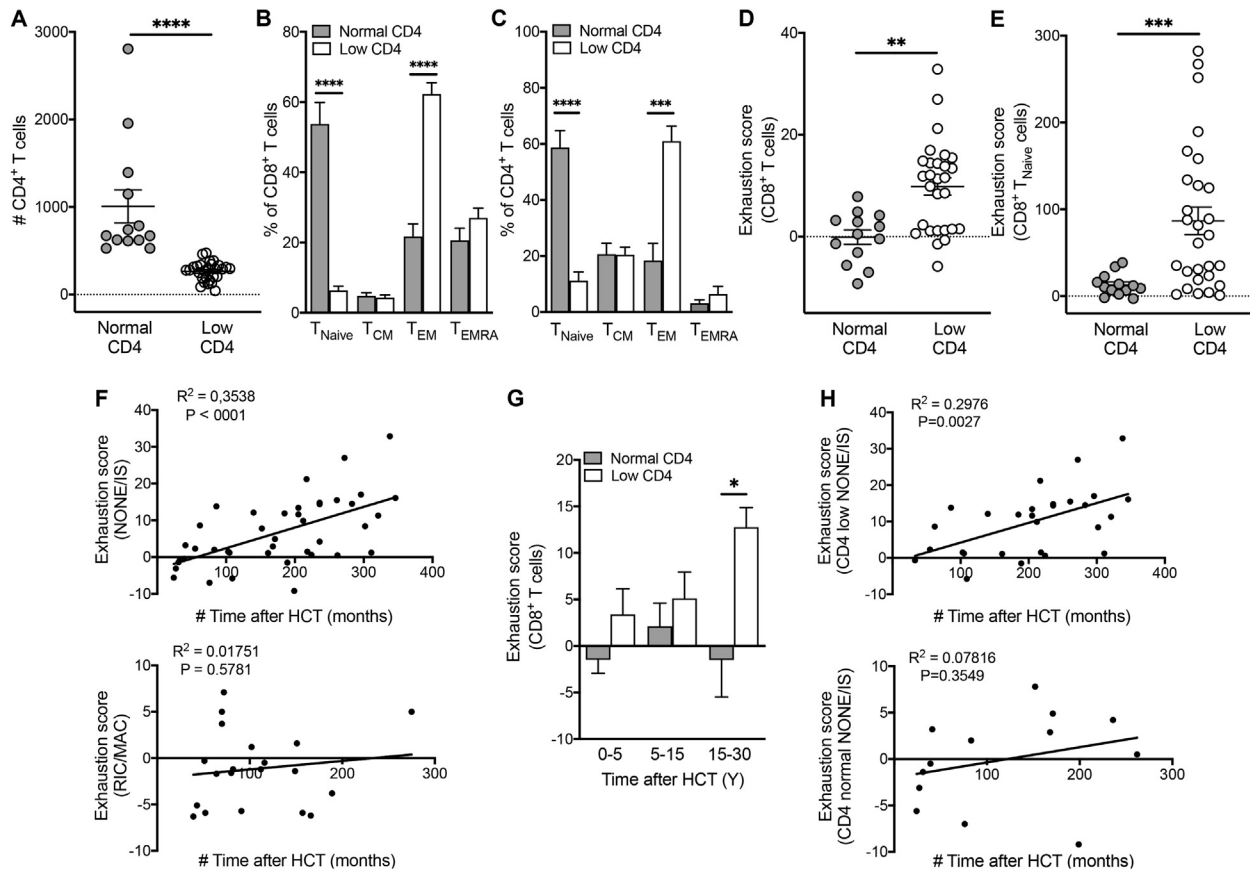 A
****
3000
2000
1000
0
# CD4+ T cells
Normal
CD4
Low
CD4
B
Normal CD4
Low CD4
80
60
40
20
0
% of CD8+ T cells
****
****
TNaive
TCM
TEM
TEMRA
C
Normal CD4
Low CD4
100
80
60
40
20
0
% of CD4+ T cells
****
***
TNaive
TCM
TEM
TEMRA
D
**
40
20
0
Exhaustion score
(CD8+ T cells)
Normal
CD4
Low
CD4
E
***
300
200
100
0
Exhaustion score
(CD8+ TNaive cells)
Normal
CD4
Low
CD4
F
R2 = 0,3538
P < 0001
40
30
20
10
0
-10
Exhaustion score
(NONE/IS)
100
200
300
400
# Time after HCT (months)
R2 = 0.01751
P = 0.5781
10
5
0
-5
-10
Exhaustion score
(RIC/MAC)
100
200
300
# Time after HCT (months)
G
Normal CD4
Low CD4
20
15
10
5
0
-5
-10
Exhaustion score
(CD8+ T cells)
*
0-5
5-15
15-30
Time after HCT (Y)
H
R2 = 0.2976
P=0.0027
40
30
20
10
0
-10
Exhaustion score
(CD4 low NONE/IS)
100
200
300
400
# Time after HCT (months)
R2 = 0.07816
P=0.3549
10
5
0
-5
-10
Exhaustion score
(CD4 normal NONE/IS)
100
200
300
# Time after HCT (months)